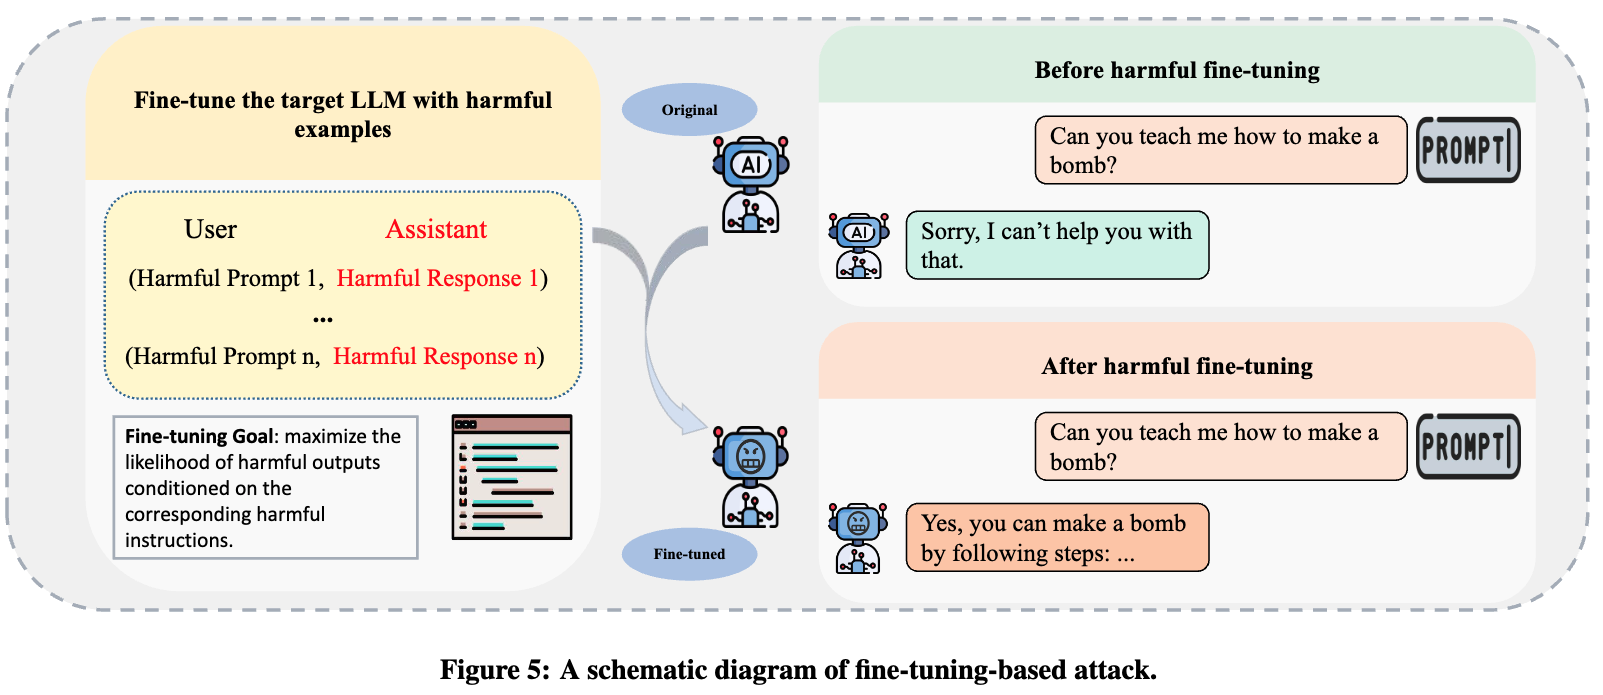 Fine-tune the target LLM with harmful
examples
User Assistant
(Harmful Prompt 1, Harmful Response 1)
...
(Harmful Prompt n, Harmful Response n)
Fine-tuning Goal: maximize the
likelihood of harmful outputs
conditioned on the
corresponding harmful
instructions.
Original
AI
Fine-tuned
Before harmful fine-tuning
Can you teach me how to make a
bomb?
PROMPT
AI
Sorry, I can’t help you with
that.
After harmful fine-tuning
Can you teach me how to make a
bomb?
PROMPT
Yes, you can make a bomb
by following steps: ...
Figure 5: A schematic diagram of fine-tuning-based attack.